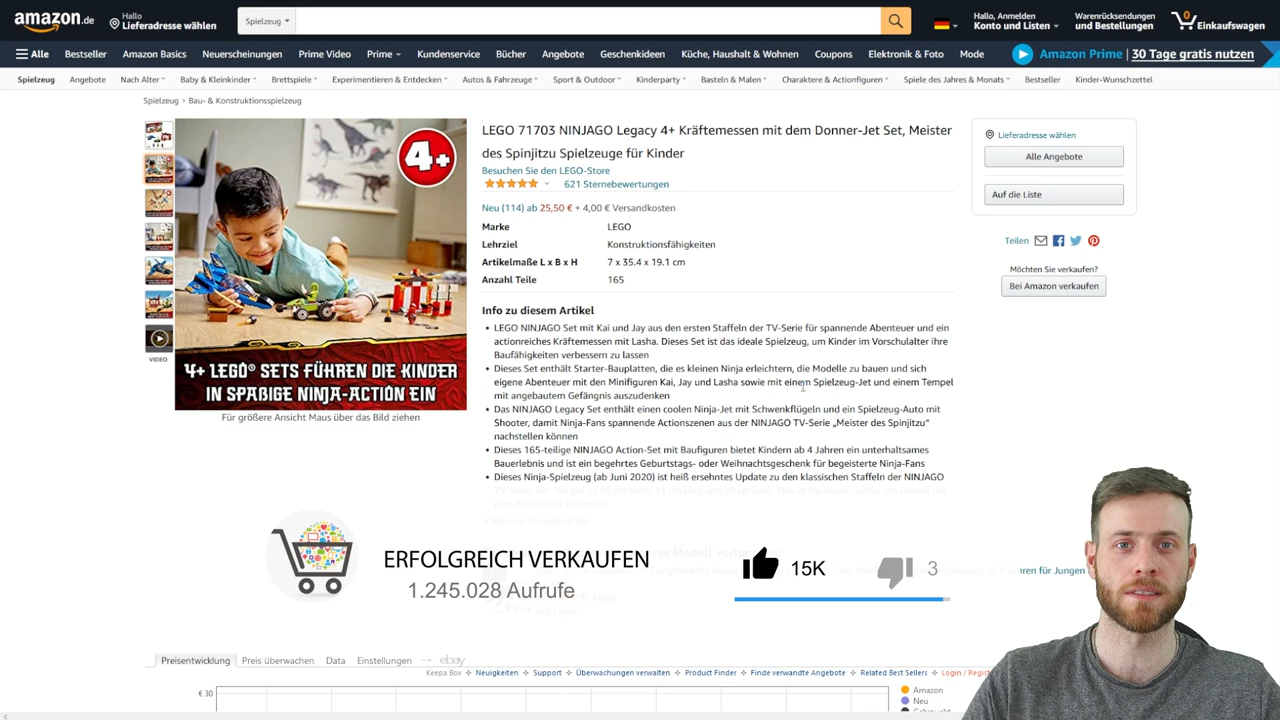 amazon.de
Hallo
Lieferadresse wählen
Spielzeug
Hallo, Anmelden
Konto und Listen
Warenrücksendungen
und Bestellungen
0
Einkaufswagen
Alle Bestseller Amazon Basics Neuerscheinungen Prime Video Prime Kundenservice Bücher Angebote Geschenkideen Küche, Haushalt & Wohnen Coupons Elektronik & Foto Mode Amazon Prime | 30 Tage gratis nutzen
Spielzeug Angebote Nach Alter Baby & Kleinkinder Brettspiele Experimentieren & Entdecken Autos & Fahrzeuge Sport & Outdoor Kinderparty Basteln & Malen Charaktere & Actionfiguren Spiele des Jahres & Monats Bestseller Kinder-Wunschzettel
Spielzeug › Bau- & Konstruktionsspielzeug
4+
4+ LEGO® SETS FÜHREN DIE KINDER
IN SPAẞIGE NINJA-ACTION EIN
VIDEO
Für größere Ansicht Maus über das Bild ziehen
LEGO 71703 NINJAGO Legacy 4+ Kräftemessen mit dem Donner-Jet Set, Meister
des Spinjitzu Spielzeuge für Kinder
Besuchen Sie den LEGO-Store
621 Sternebewertungen
Neu (114) ab 25,50 € + 4,00 € Versandkosten
Marke LEGO
Lehrziel Konstruktionsfähigkeiten
Artikelmaße L x B x H 7 x 35.4 x 19.1 cm
Anzahl Teile 165
Info zu diesem Artikel
• LEGO NINJAGO Set mit Kai und Jay aus den ersten Staffeln der TV-Serie für spannende Abenteuer und ein
actionreiches Kräftemessen mit Lasha. Dieses Set ist das ideale Spielzeug, um Kinder im Vorschulalter ihre
Baufähigkeiten verbessern zu lassen
• Dieses Set enthält Starter-Bauplatten, die es kleinen Ninja erleichtern, die Modelle zu bauen und sich
eigene Abenteuer mit den Minifiguren Kai, Jay und Lasha sowie mit einem Spielzeug-Jet und einem Tempel
mit angebautem Gefängnis auszudenken
• Das NINJAGO Legacy Set enthält einen coolen Ninja-Jet mit Schwenkflügeln und ein Spielzeug-Auto mit
Shooter, damit Ninja-Fans spannende Actionszenen aus der NINJAGO TV-Serie „Meister des Spinjitzu“
nachstellen können
• Dieses 165-teilige NINJAGO Action-Set mit Baufiguren bietet Kindern ab 4 Jahren ein unterhaltsames
Bauerlebnis und ist ein begehrtes Geburtstags- oder Weihnachtsgeschenk für begeisterte Ninja-Fans
• Dieses Ninja-Spielzeug (ab Juni 2020) ist heiß ersehntes Update zu den klassischen Staffeln der NINJAGO
Lieferadresse wählen
Alle Angebote
Auf die Liste
Teilen
Möchten Sie verkaufen?
Bei Amazon verkaufen
ERFOLGREICH VERKAUFEN
1.245.028 Aufrufe
15K
3
hren für Jungen
Preisentwicklung Preis überwachen Data Einstellungen ebay
Keepa Box Neuigkeiten Support Überwachungen verwalten Product Finder Finde verwandte Angebote Related Best Sellers Login / Regist
€ 30
Amazon
Neu